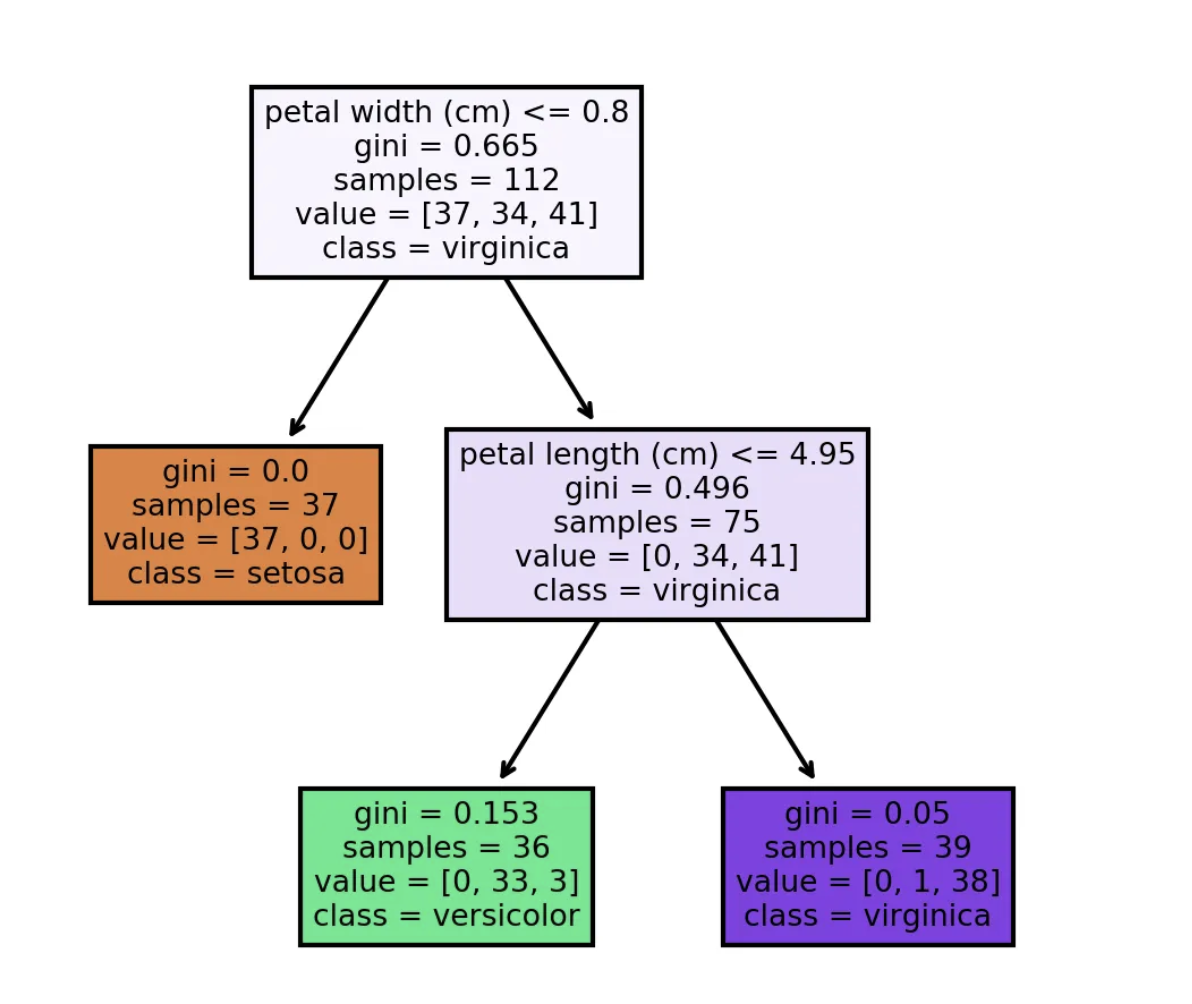 petal width (cm) <= 0.8
gini = 0.665
samples = 112
value = [37, 34, 41]
class = virginica
gini = 0.0
samples = 37
value = [37, 0, 0]
class = setosa
petal length (cm) <= 4.95
gini = 0.496
samples = 75
value = [0, 34, 41]
class = virginica
gini = 0.153
samples = 36
value = [0, 33, 3]
class = versicolor
gini = 0.05
samples = 39
value = [0, 1, 38]
class = virginica